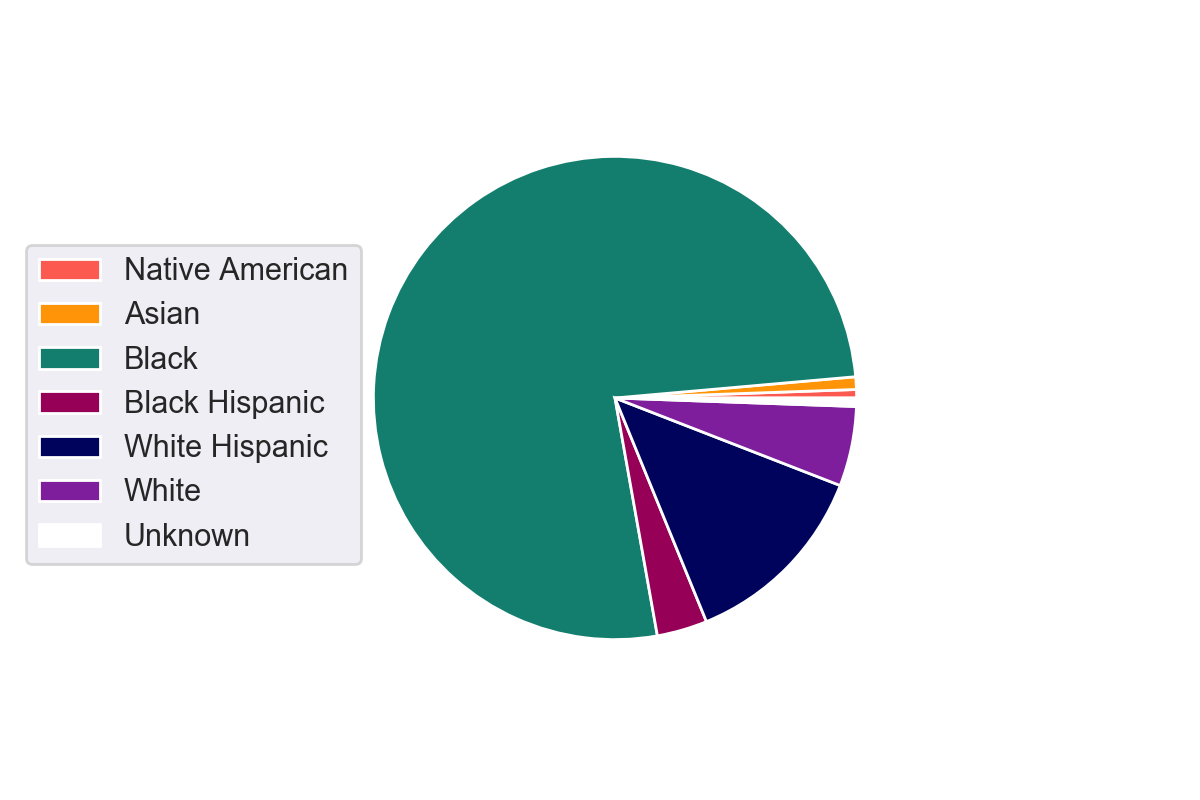 Native American
Asian
Black
Black Hispanic
White Hispanic
White
Unknown